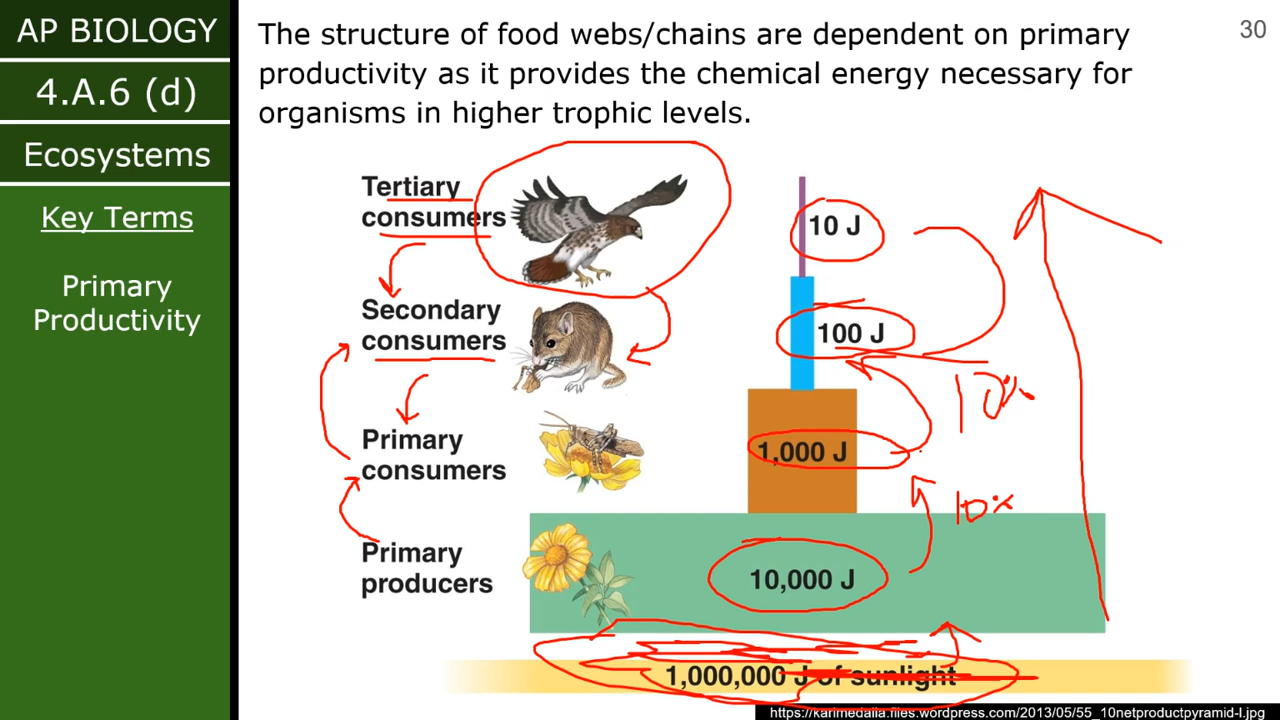 AP BIOLOGY
4.A.6 (d)
Ecosystems
Key Terms
Primary
Productivity
The structure of food webs/chains are dependent on primary
productivity as it provides the chemical energy necessary for
organisms in higher trophic levels.
30
Tertiary
consumers
10 J
Secondary
consumers
100 J
10%
Primary
consumers
1,000 J
10%
Primary
producers
10,000 J
1,000,000 J of sunlight
https://karimedalla.files.wordpress.com/2013/05/55_10netproductpyramid-l.jpg